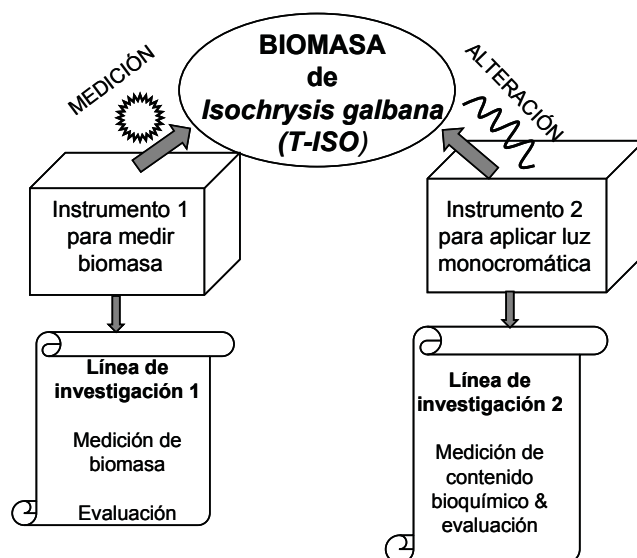 BIOMASA
de
Isochrysis galbana
(T-ISO)
MEDICIÓN
ALTERACIÓN
Instrumento 1
para medir
biomasa
Instrumento 2
para aplicar luz
monocromática
Línea de
investigación 1
Medición de
biomasa
Evaluación
Línea de
investigación 2
Medición de
contenido
bioquímico &
evaluación